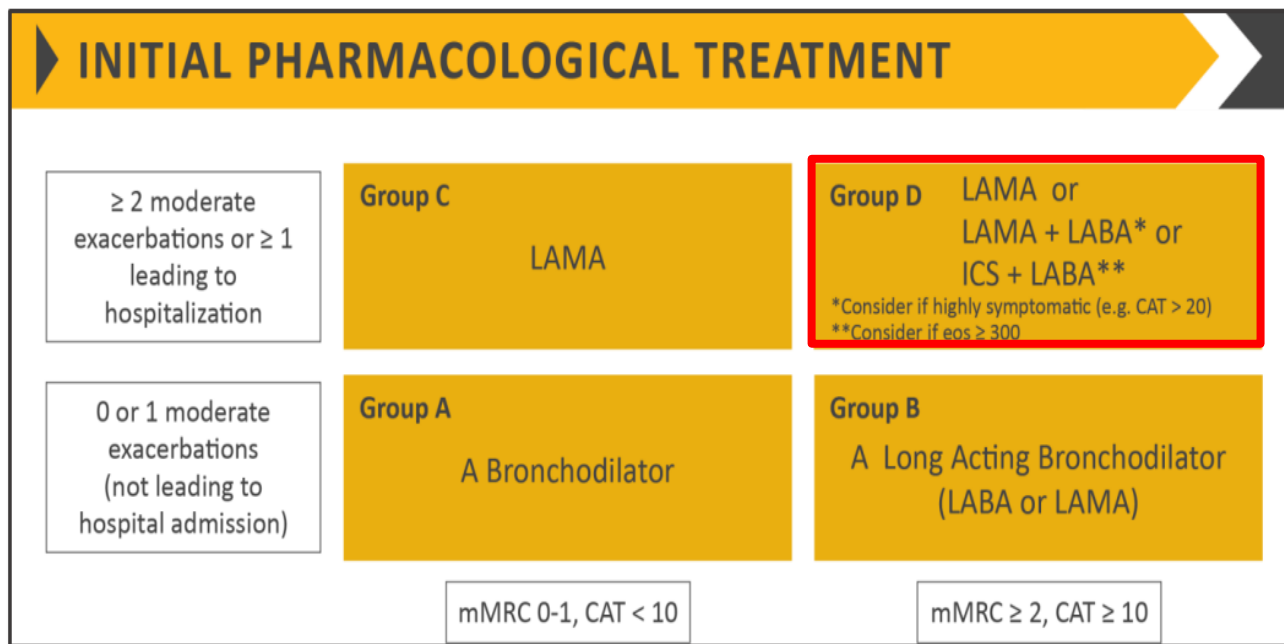 INITIAL PHARMACOLOGICAL TREATMENT
≥ 2 moderate
exacerbations or ≥ 1
leading to
hospitalization
Group C
LAMA
Group D
LAMA or
LAMA + LABA* or
ICS + LABA**
*Consider if highly symptomatic (e.g. CAT > 20)
**Consider if eos ≥ 300
0 or 1 moderate
exacerbations
(not leading to
hospital admission)
Group A
A Bronchodilator
Group B
A Long Acting Bronchodilator
(LABA or LAMA)
mMRC 0-1, CAT < 10
mMRC ≥ 2, CAT ≥ 10